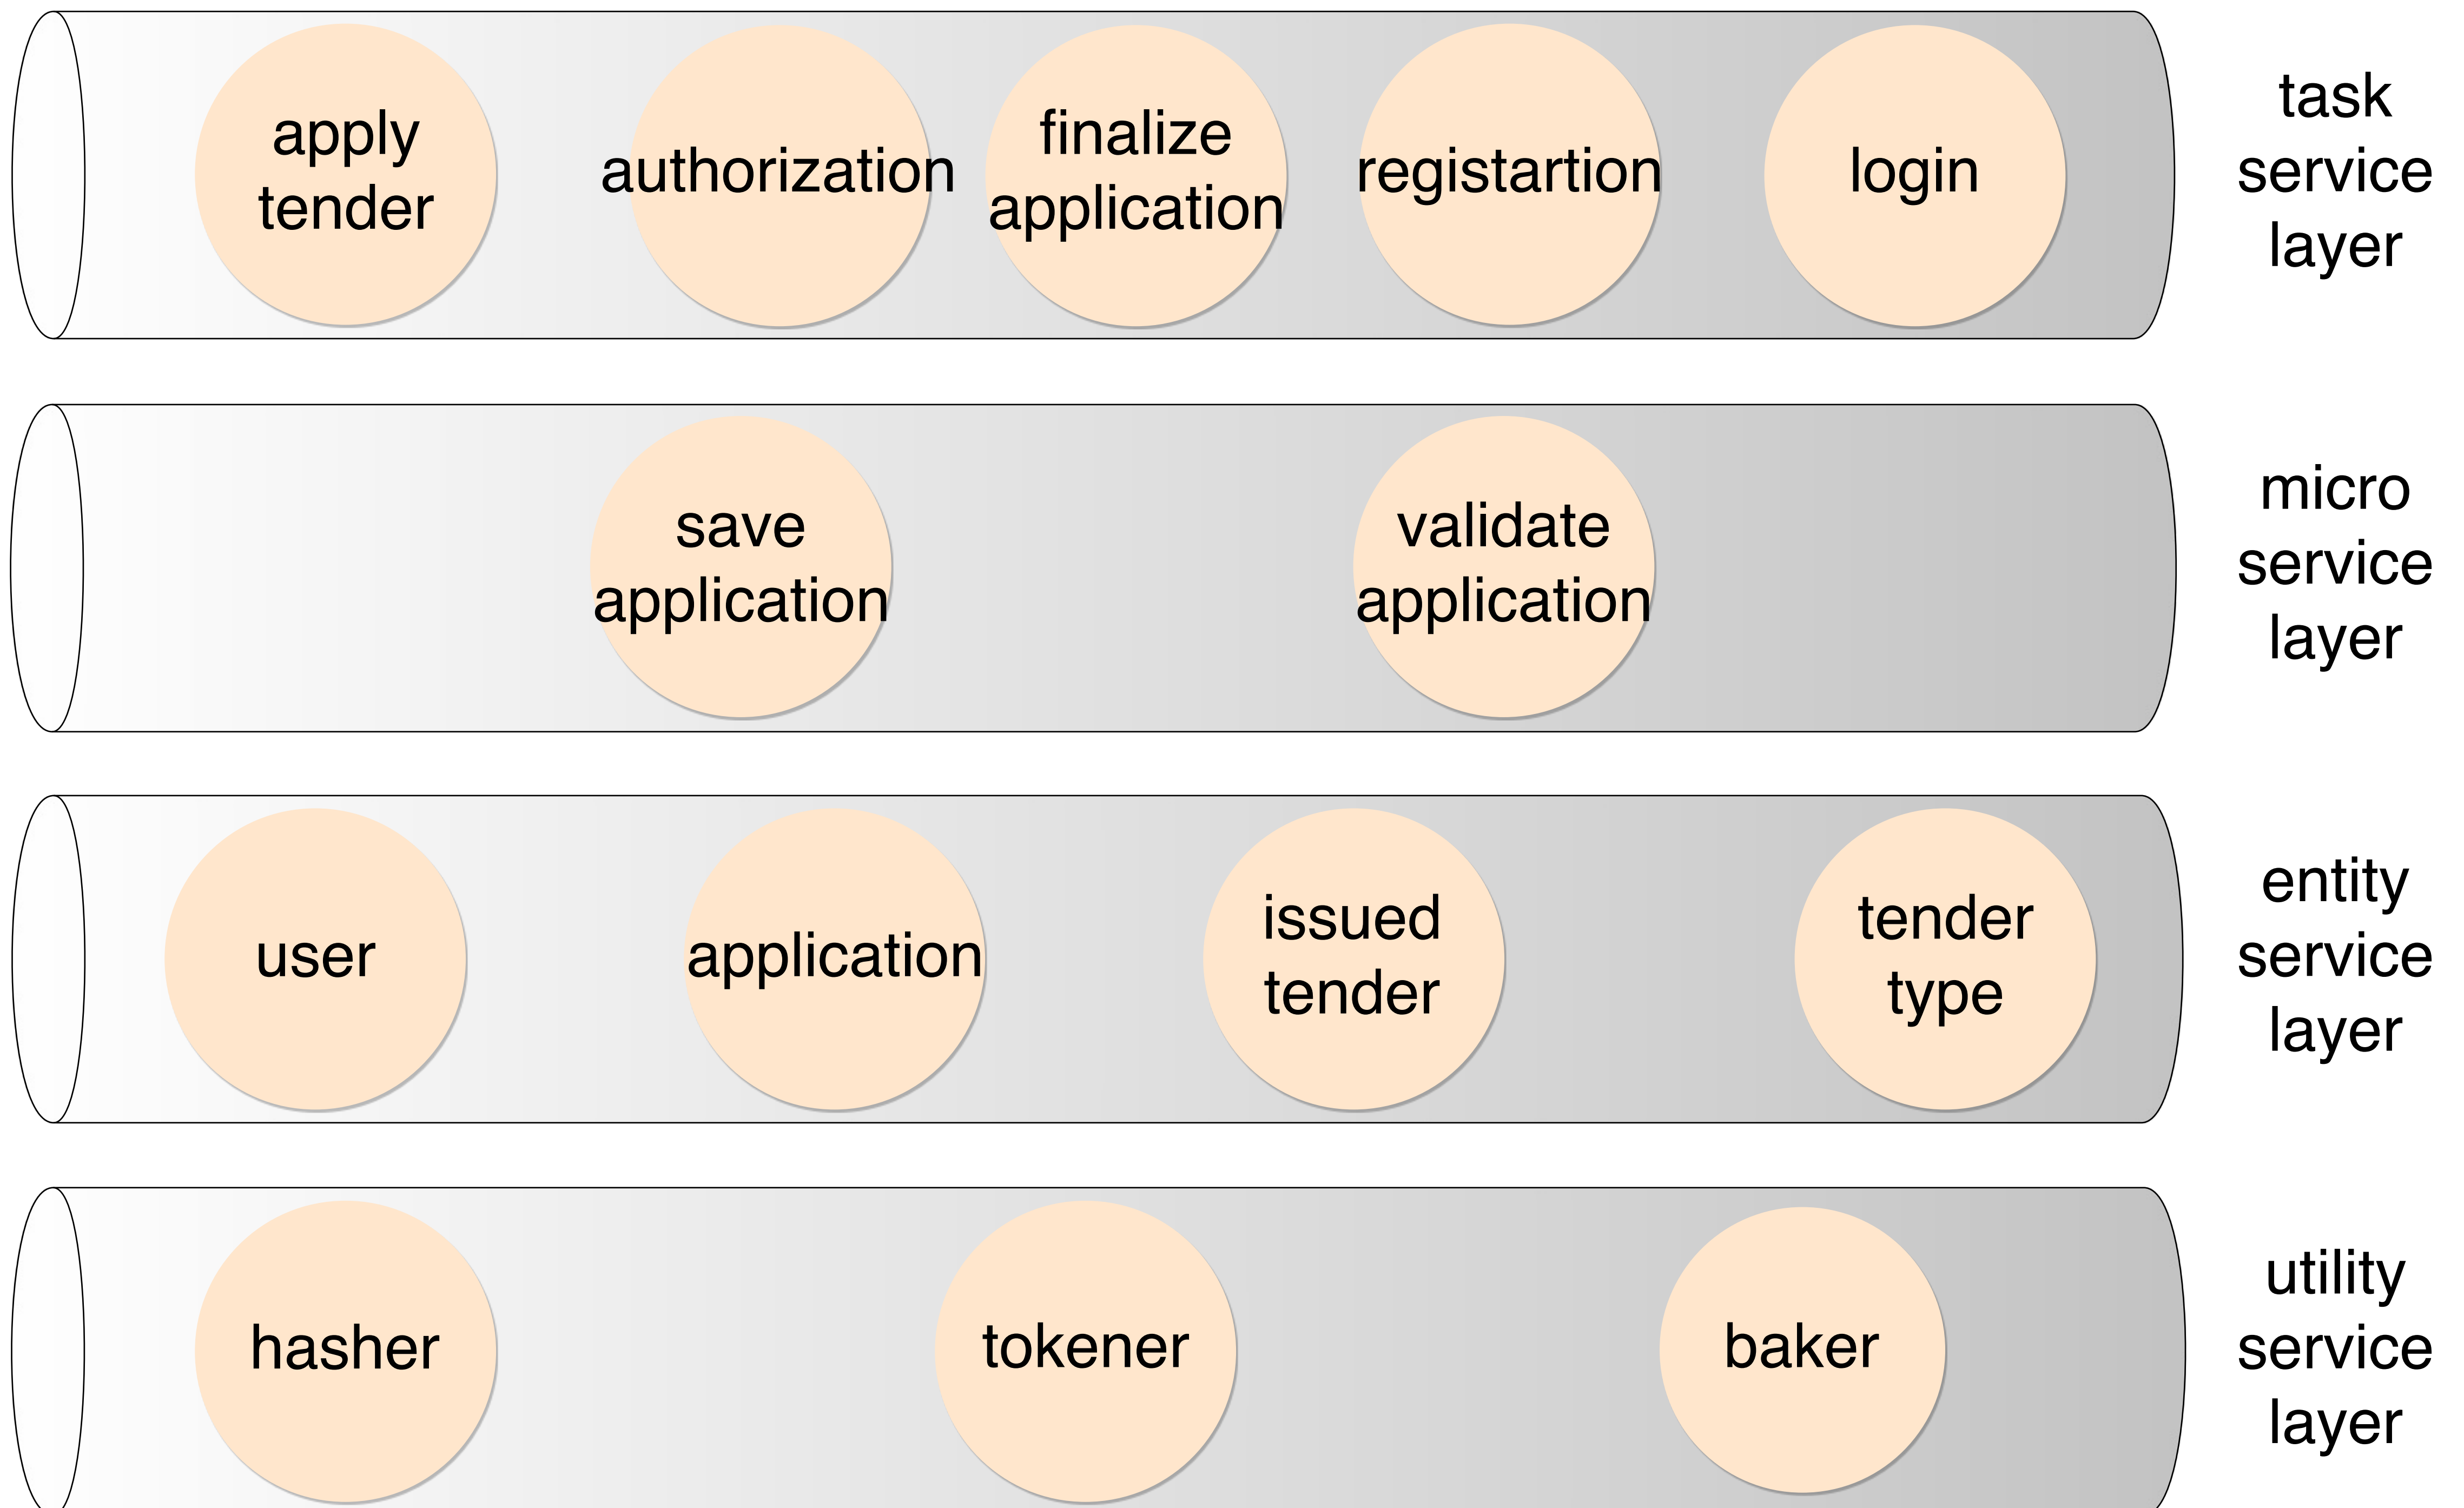 apply
tender
authorization
finalize
application
registartion
login
task
service
layer
save
application
validate
application
micro
service
layer
user
application
issued
tender
tender
type
entity
service
layer
hasher
tokener
baker
utility
service
layer